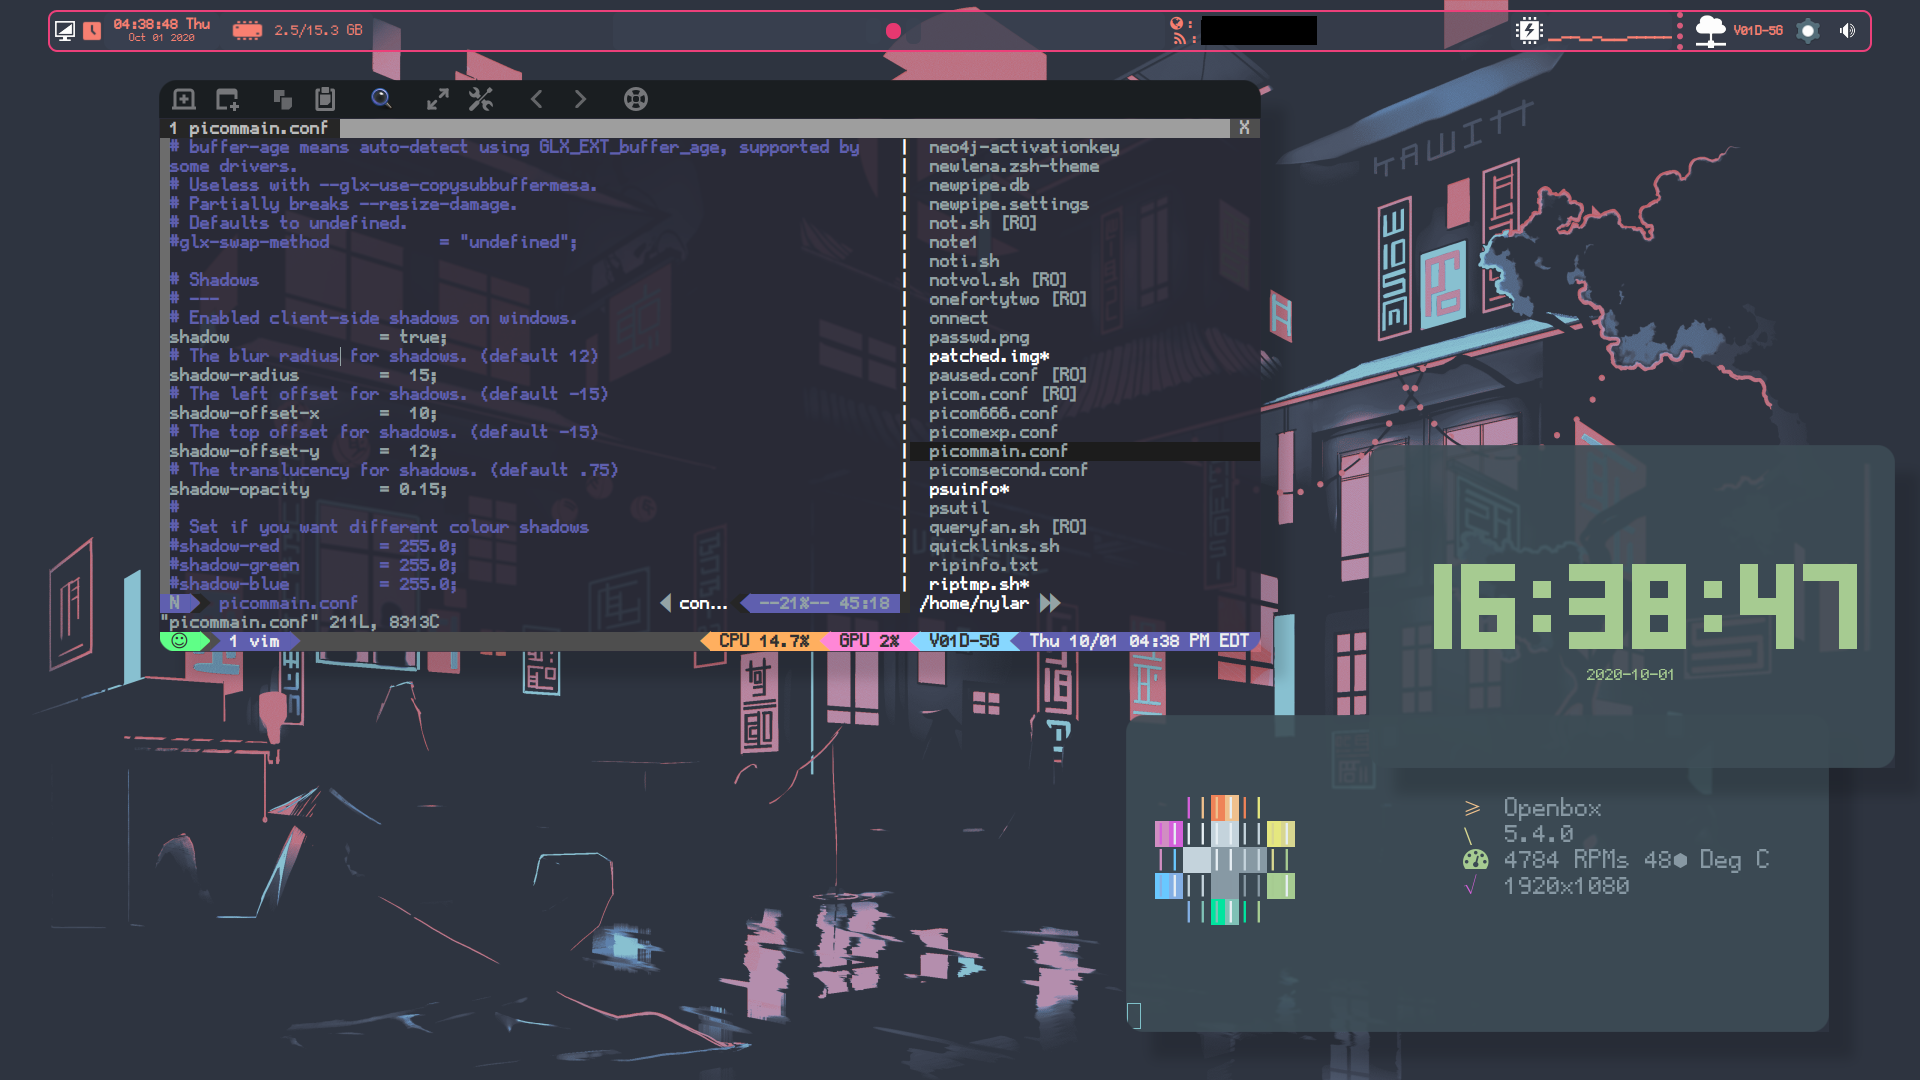 04:38:48 Thu
Oct 01 2020
2.5/15.3 GB
:
:
V01D-5G
1 picommain.conf
X
# buffer-age means auto-detect using GLX_EXT_buffer_age, supported by
some drivers.
# Useless with --glx-use-copysubbuffermesa.
# Partially breaks --resize-damage.
# Defaults to undefined.
#glx-swap-method = "undefined";
# Shadows
# ---
# Enabled client-side shadows on windows.
shadow = true;
# The blur radius for shadows. (default 12)
shadow-radius = 15;
# The left offset for shadows. (default -15)
shadow-offset-x = 10;
# The top offset for shadows. (default -15)
shadow-offset-y = 12;
# The translucency for shadows. (default .75)
shadow-opacity = 0.15;
#
# Set if you want different colour shadows
#shadow-red = 255.0;
#shadow-green = 255.0;
#shadow-blue = 255.0;
N picommain.conf con... --21%-- 45:18
"picommain.conf" 211L, 8313C
neo4j-activationkey
newlena.zsh-theme
newpipe.db
newpipe.settings
not.sh [RO]
note1
noti.sh
notvol.sh [RO]
onefortytwo [RO]
onnect
passwd.png
patched.img*
paused.conf [RO]
picom.conf [RO]
picom666.conf
picomexp.conf
picommain.conf
picomsecond.conf
psuinfo*
psutil
queryfan.sh [RO]
quicklinks.sh
ripinfo.txt
riptmp.sh*
/home/nylar
1 vim CPU 14.7% GPU 2% V01D-5G Thu 10/01 04:38 PM EDT
16:38:47
2020-10-01
≥ Openbox
\ 5.4.0
4784 RPMs 48● Deg C
√ 1920x1080